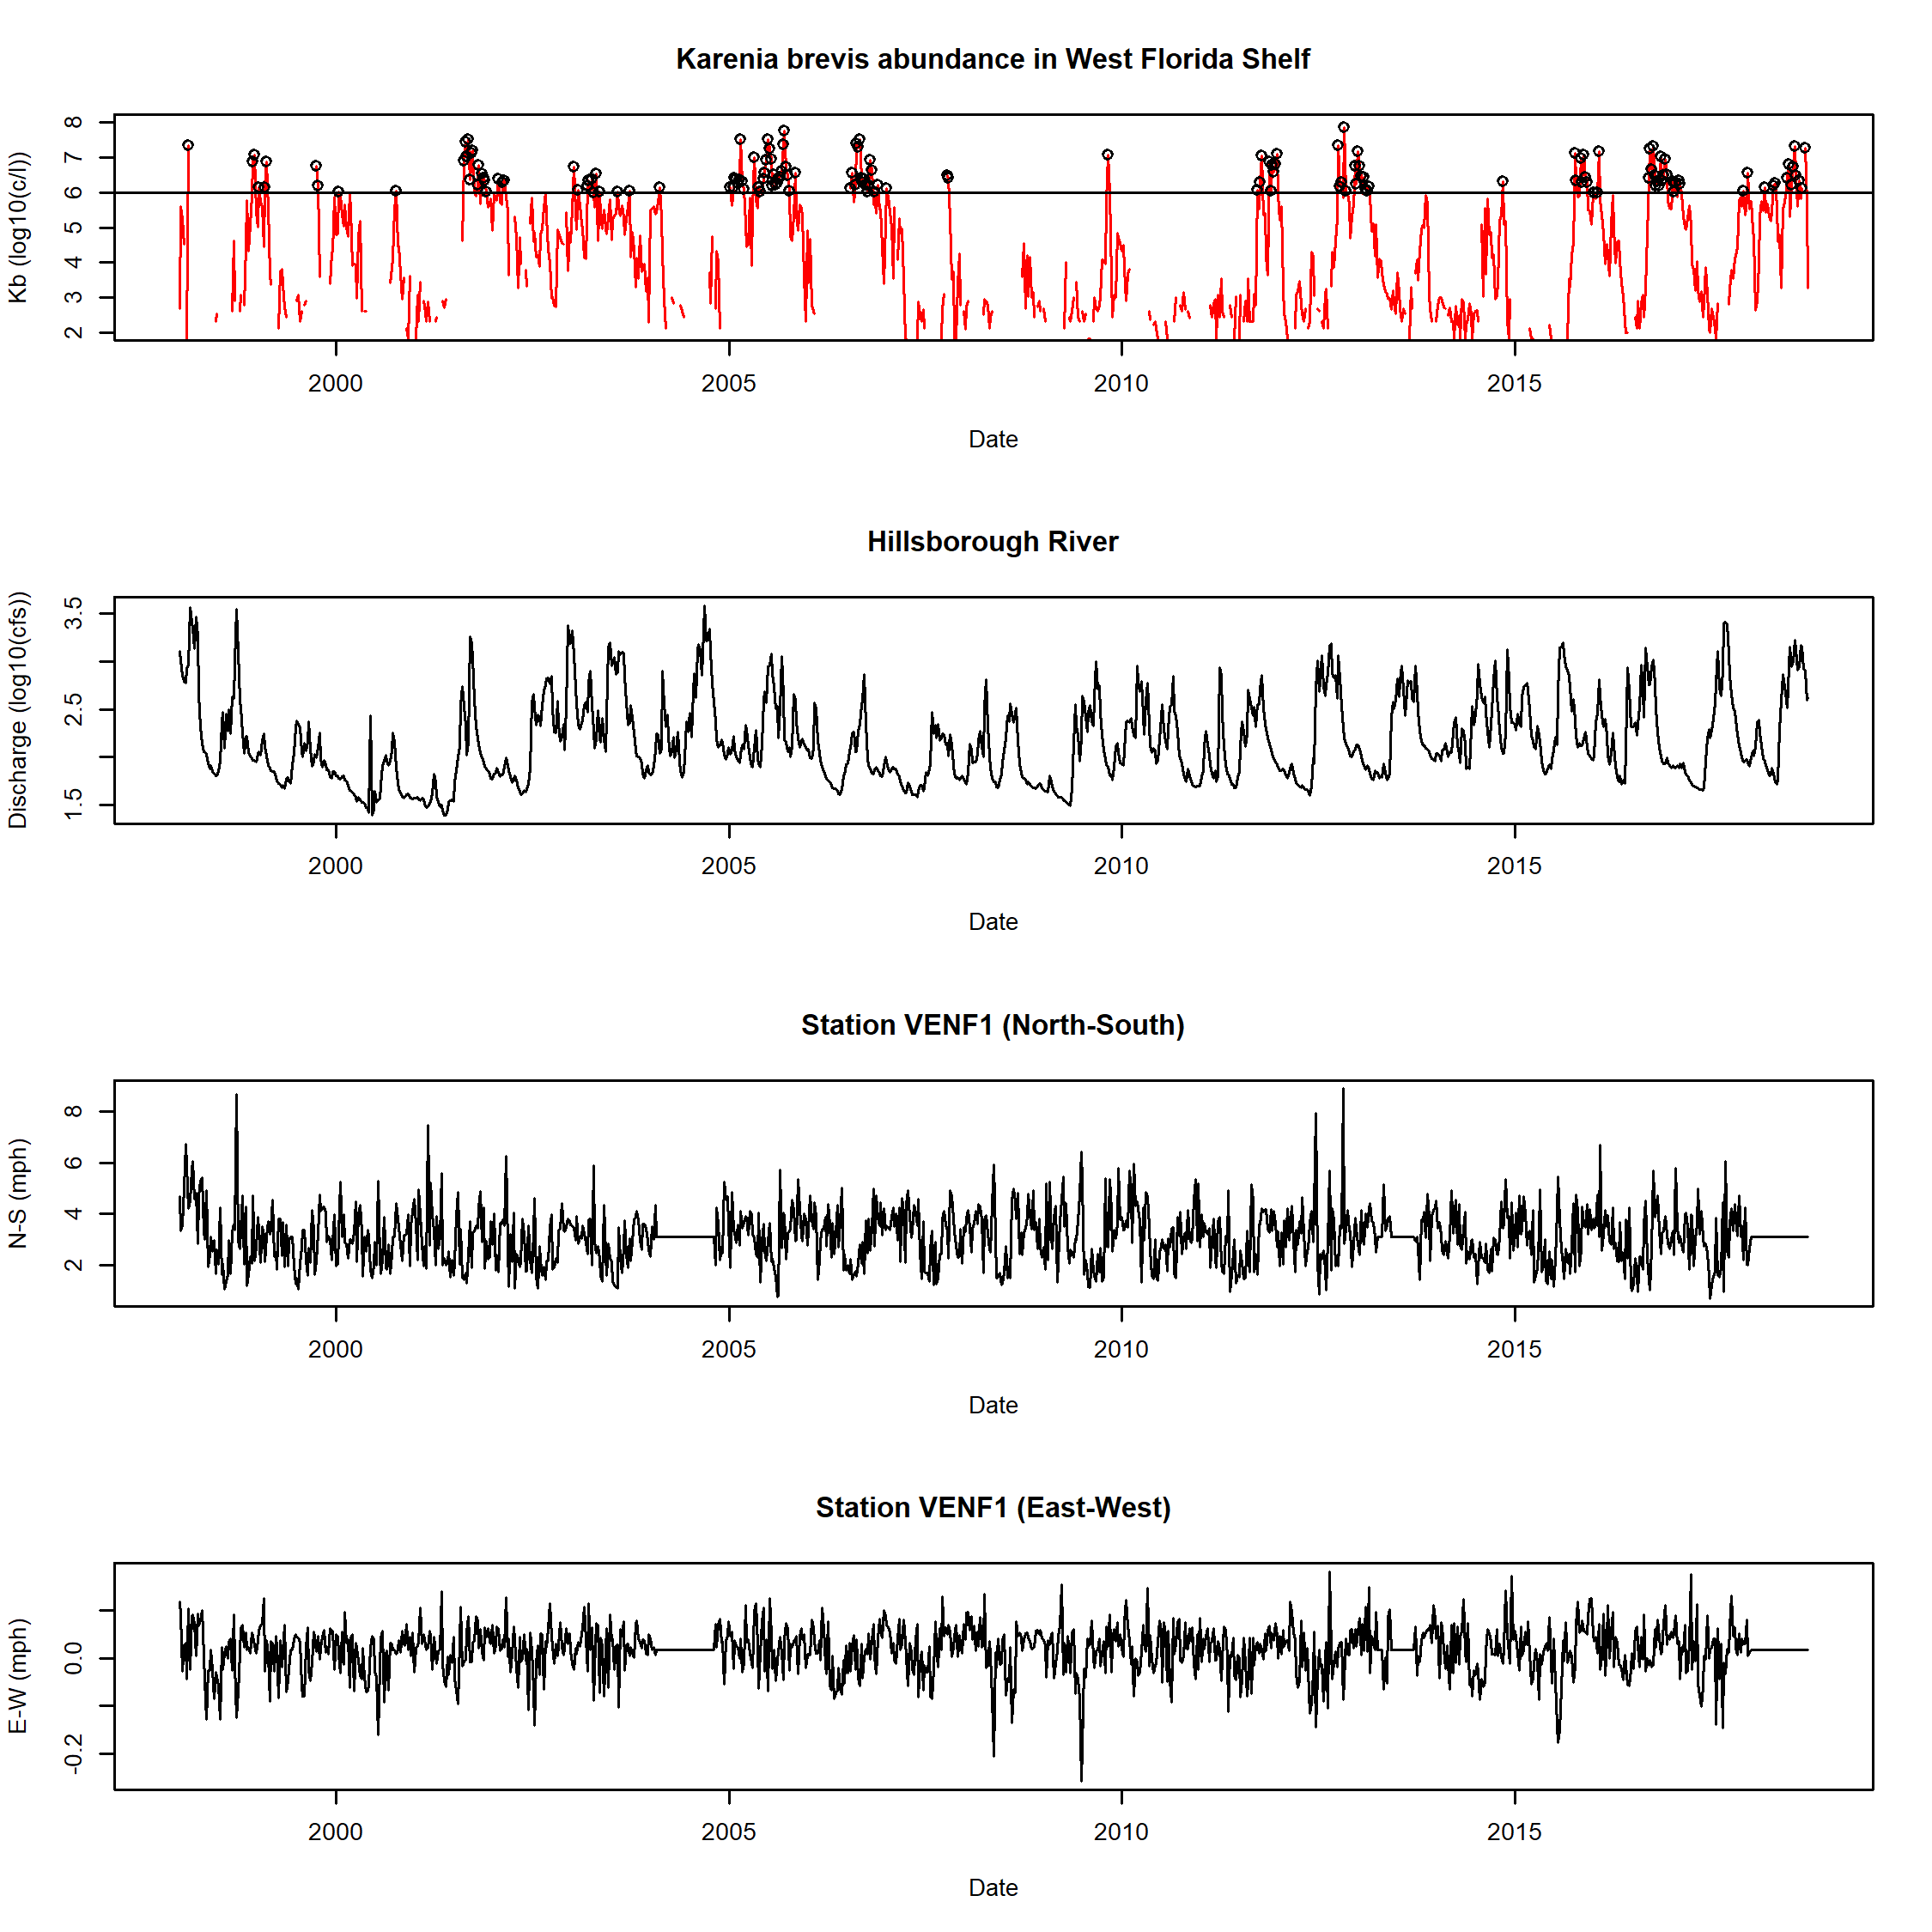 Karenia brevis abundance in West Florida Shelf
Kb (log10(c/l))
8
7
6
5
4
3
2
2000 2005 2010 2015
Date
Hillsborough River
Discharge (log10(cfs))
3.5
2.5
1.5
2000 2005 2010 2015
Date
Station VENF1 (North-South)
N-S (mph)
8
6
4
2
2000 2005 2010 2015
Date
Station VENF1 (East-West)
E-W (mph)
0.0
-0.2
2000 2005 2010 2015
Date